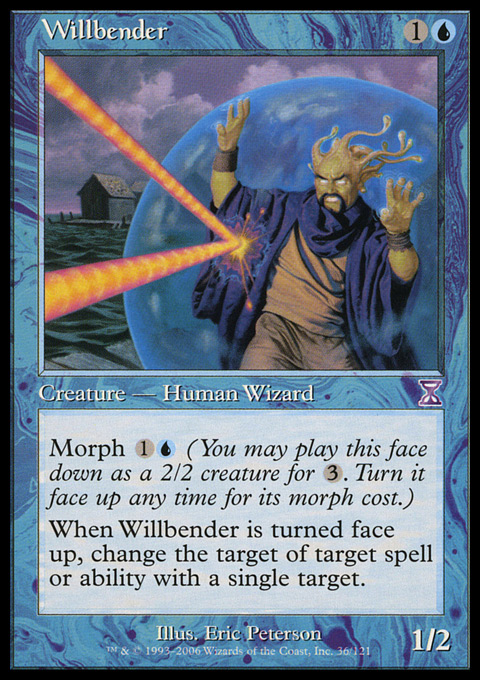 Willbender 1
Creature — Human Wizard
Morph 1 (You may play this face
down as a 2/2 creature for 3. Turn it
face up any time for its morph cost.)
When Willbender is turned face
up, change the target of target spell
or ability with a single target.
Illus. Eric Peterson
™ & © 1993-2006 Wizards of the Coast, Inc. 36/121
1/2